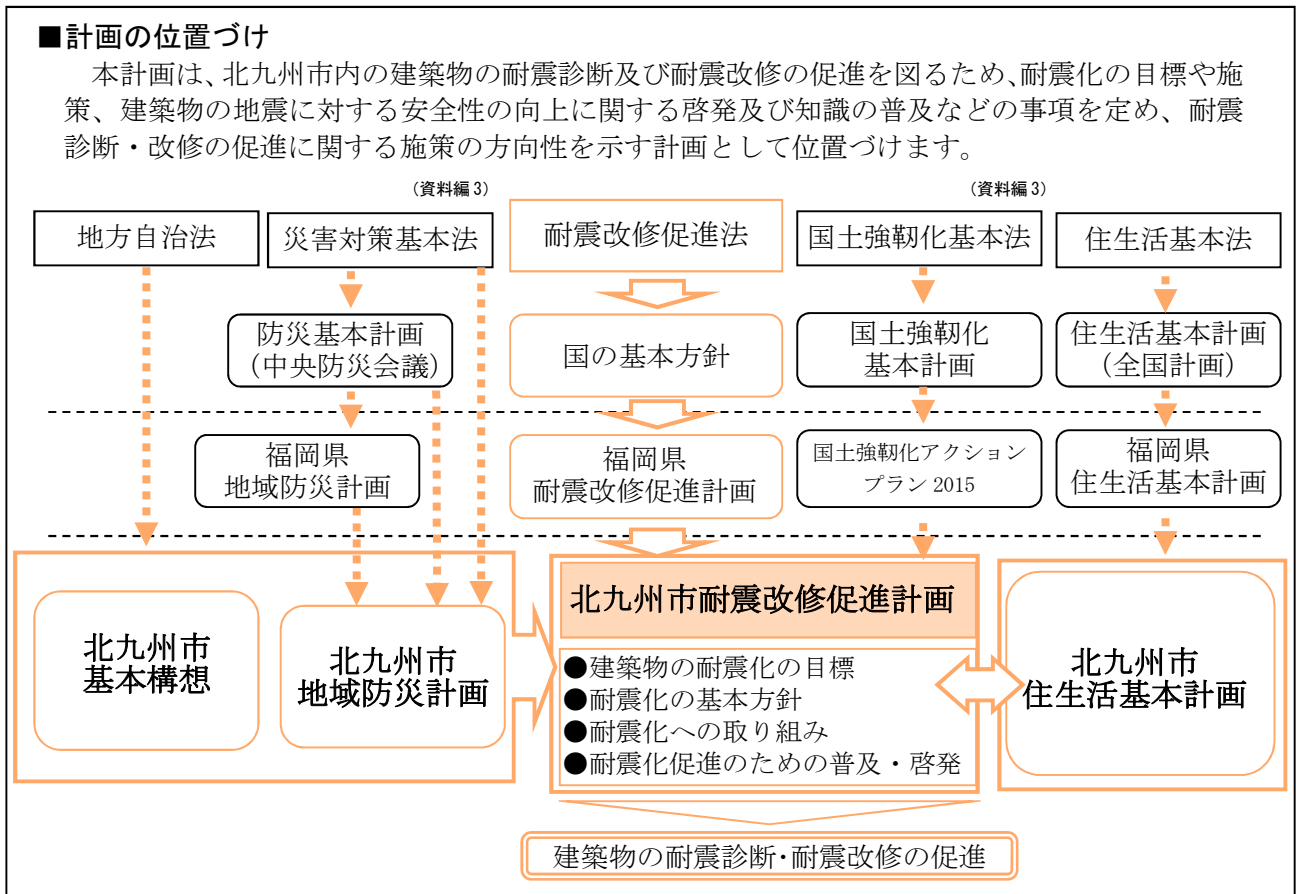 ■計画の位置づけ
本計画は、北九州市内の建築物の耐震診断及び耐震改修の促進を図るため、耐震化の目標や施
策、建築物の地震に対する安全性の向上に関する啓発及び知識の普及などの事項を定め、耐震
診断・改修の促進に関する施策の方向性を示す計画として位置づけます。
(資料編3)
(資料編3)
地方自治法
災害対策基本法
耐震改修促進法
国土強靱化基本法
住生活基本法
防災基本計画
(中央防災会議)
国の基本方針
国土強靱化
基本計画
住生活基本計画
(全国計画)
福岡県
地域防災計画
福岡県
耐震改修促進計画
国土強靱化アクション
プラン 2015
福岡県
住生活基本計画
北九州市
基本構想
北九州市
地域防災計画
北九州市耐震改修促進計画
●建築物の耐震化の目標
●耐震化の基本方針
●耐震化への取り組み
●耐震化促進のための普及・啓発
北九州市
住生活基本計画
建築物の耐震診断・耐震改修の促進